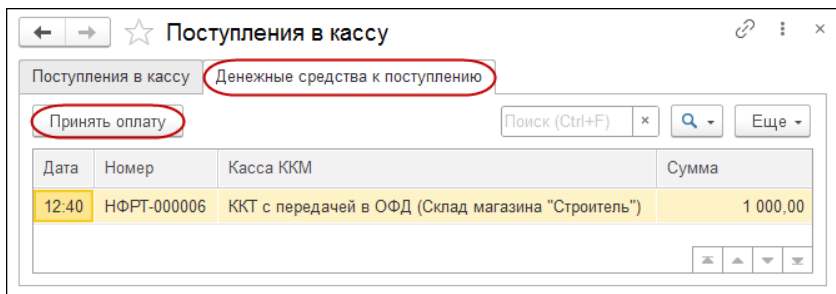 Поступления в кассу
Поступления в кассу Денежные средства к поступлению
Принять оплату Поиск (Ctrl+F) × Еще
Дата Номер Касса ККМ Сумма
12:40 НФРТ-000006 ККТ с передачей в ОФД (Склад магазина "Строитель") 1 000,00